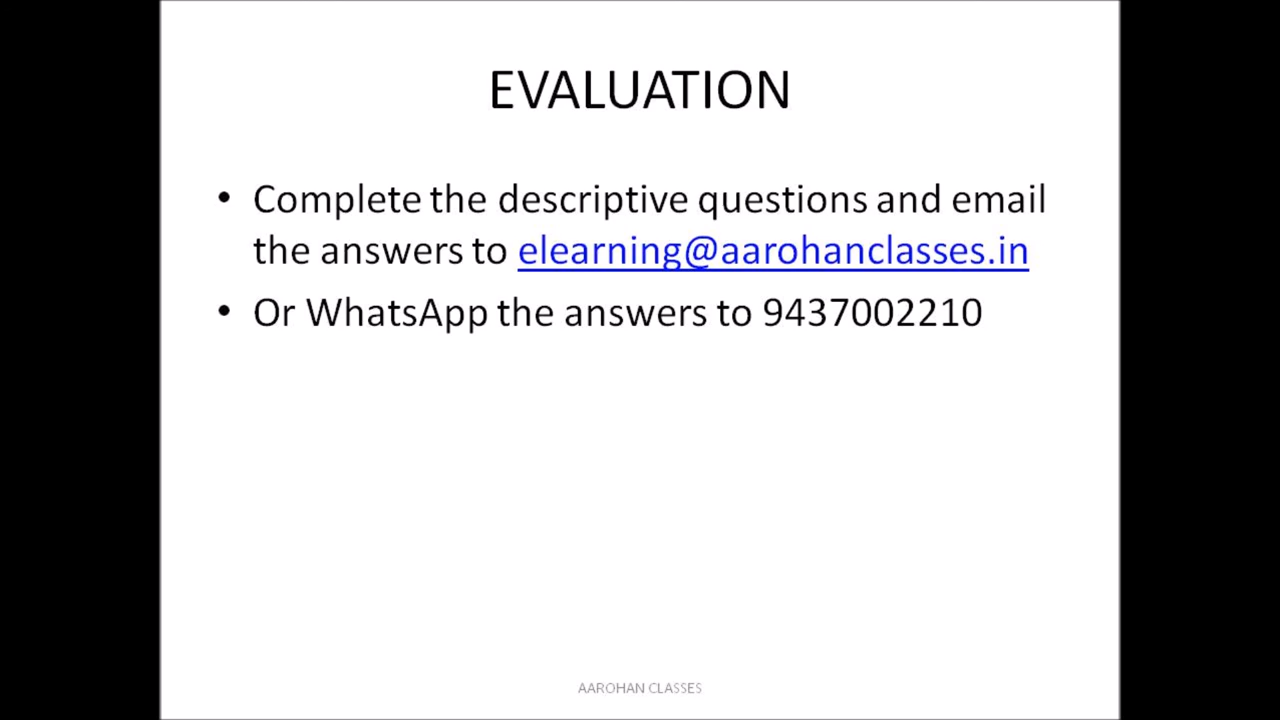 EVALUATION
• Complete the descriptive questions and email
the answers to elearning@aarohanclasses.in
• Or WhatsApp the answers to 9437002210
AAROHAN CLASSES